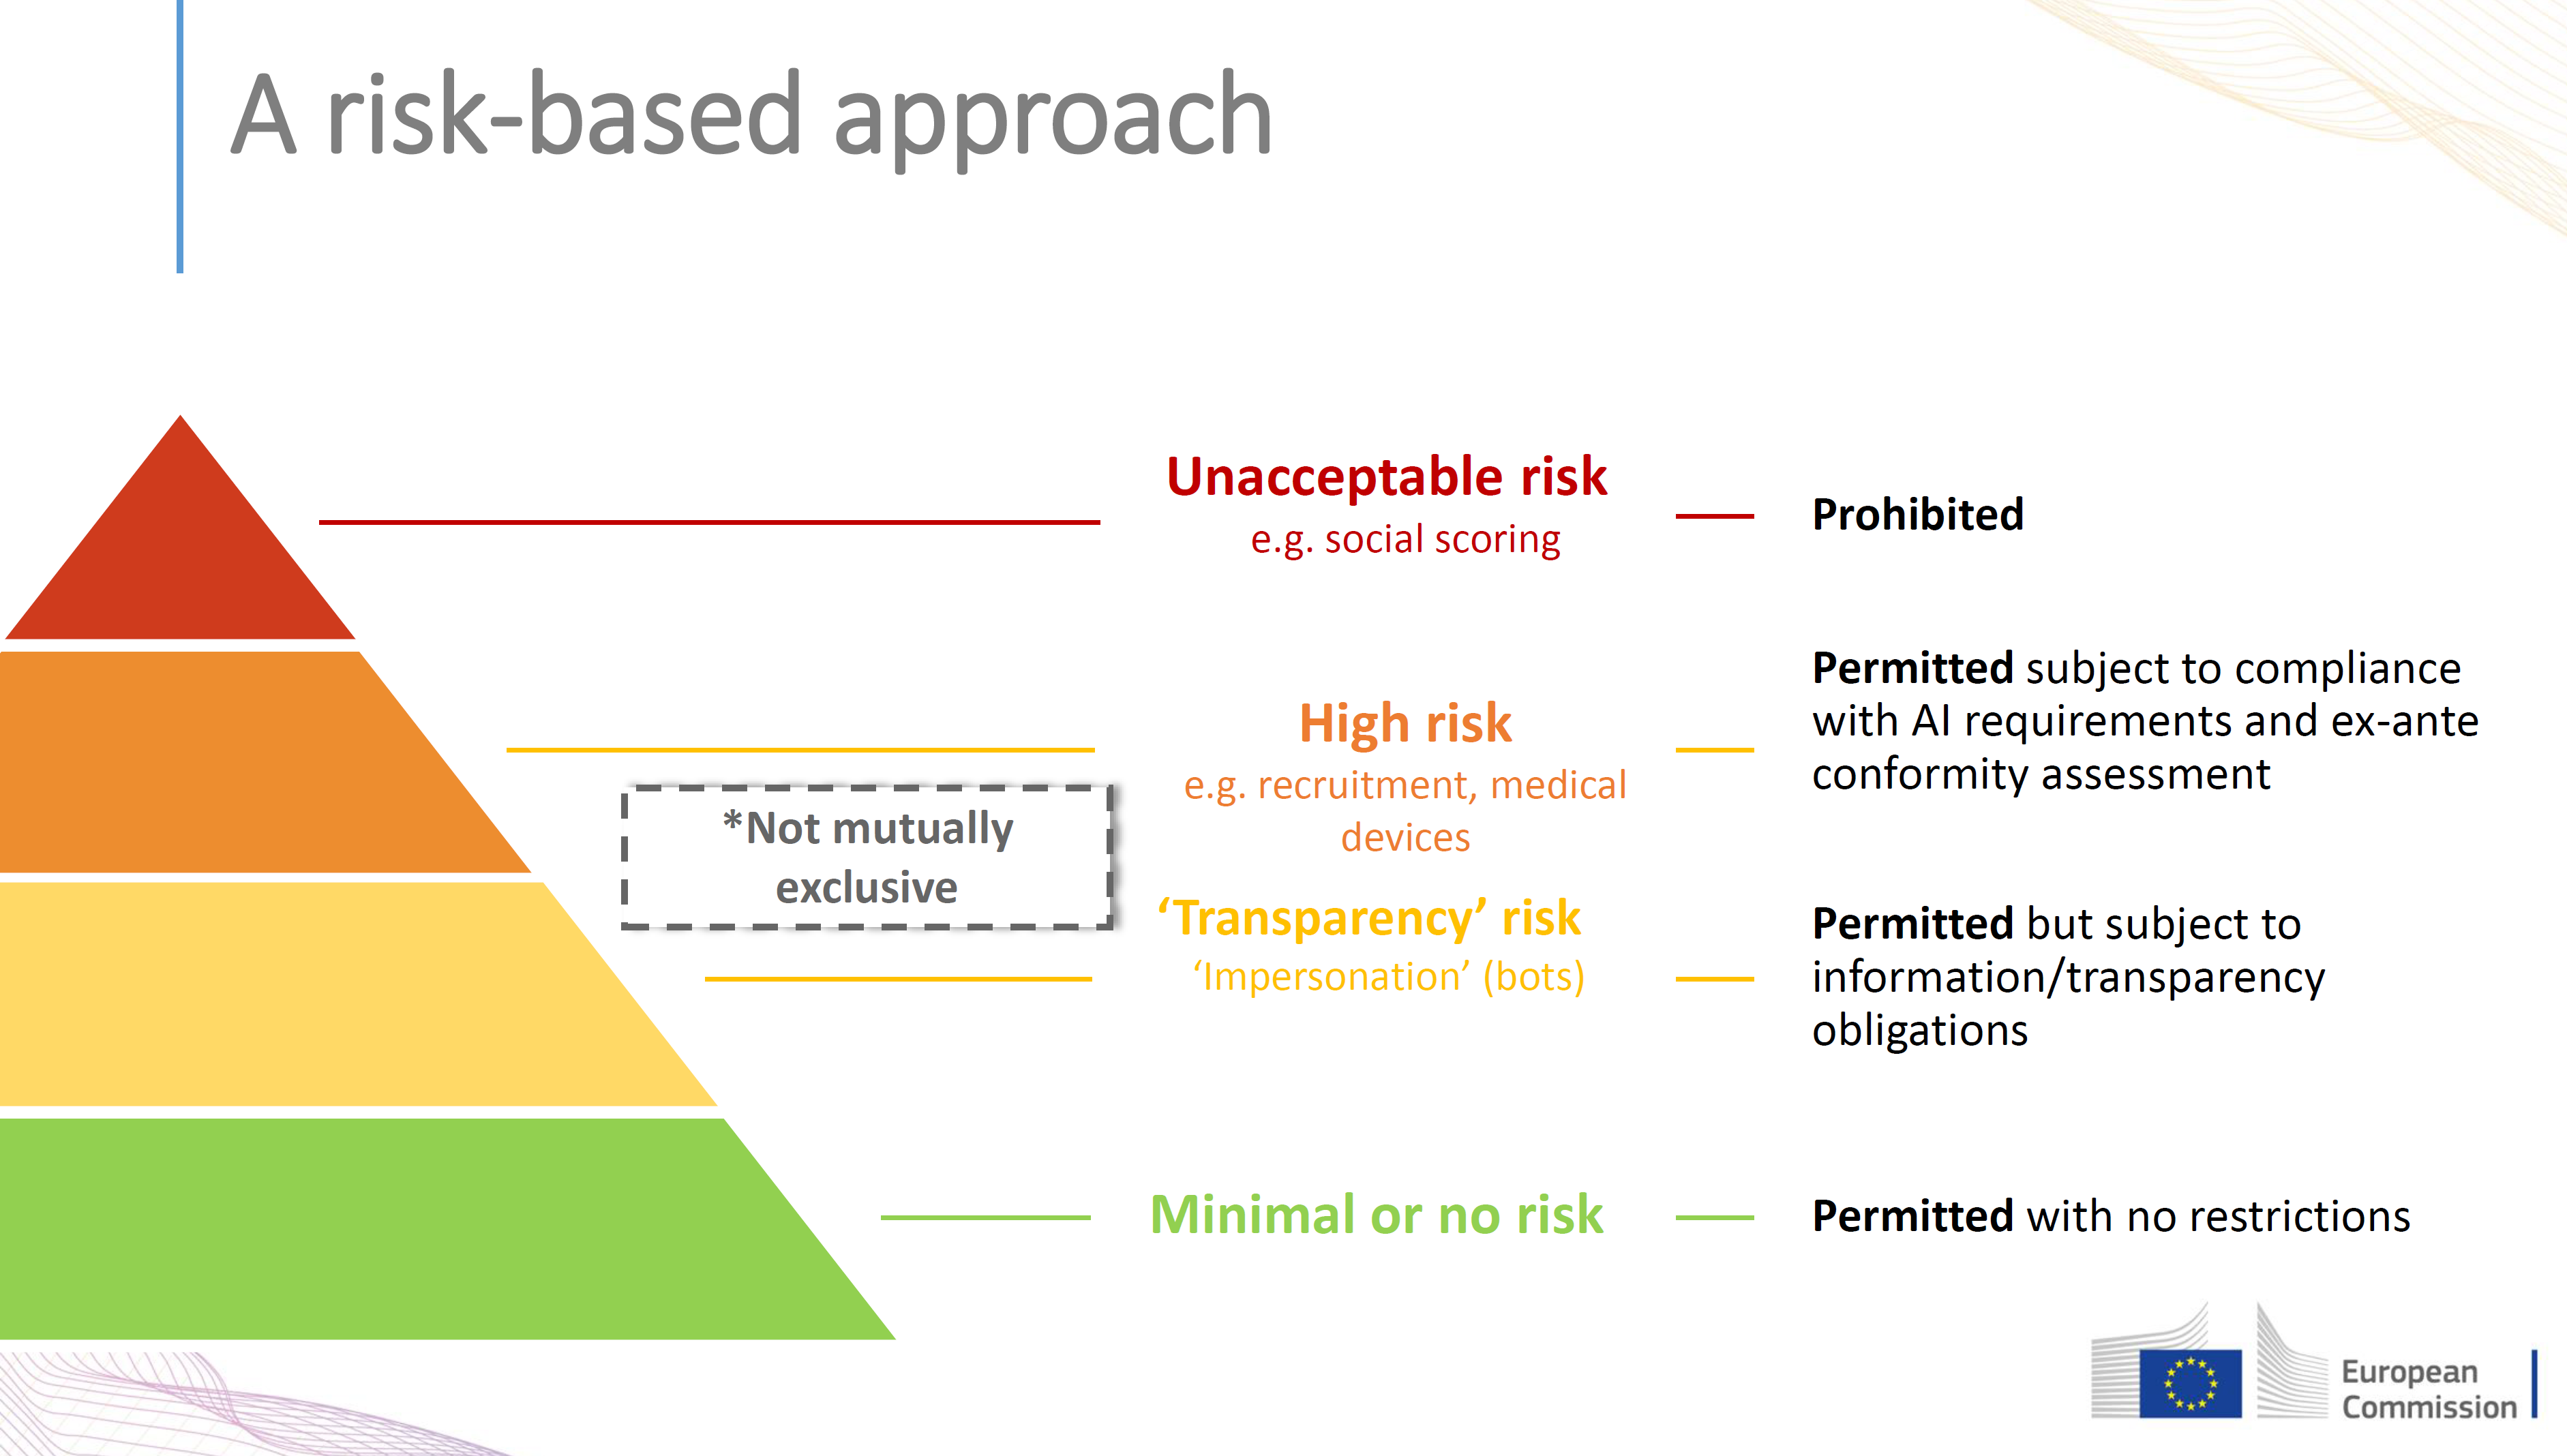 A risk-based approach
Unacceptable risk
e.g. social scoring
Prohibited
High risk
e.g. recruitment, medical
devices
Permitted subject to compliance
with AI requirements and ex-ante
conformity assessment
*Not mutually
exclusive
‘Transparency’ risk
‘Impersonation’ (bots)
Permitted but subject to
information/transparency
obligations
Minimal or no risk
Permitted with no restrictions
European
Commission